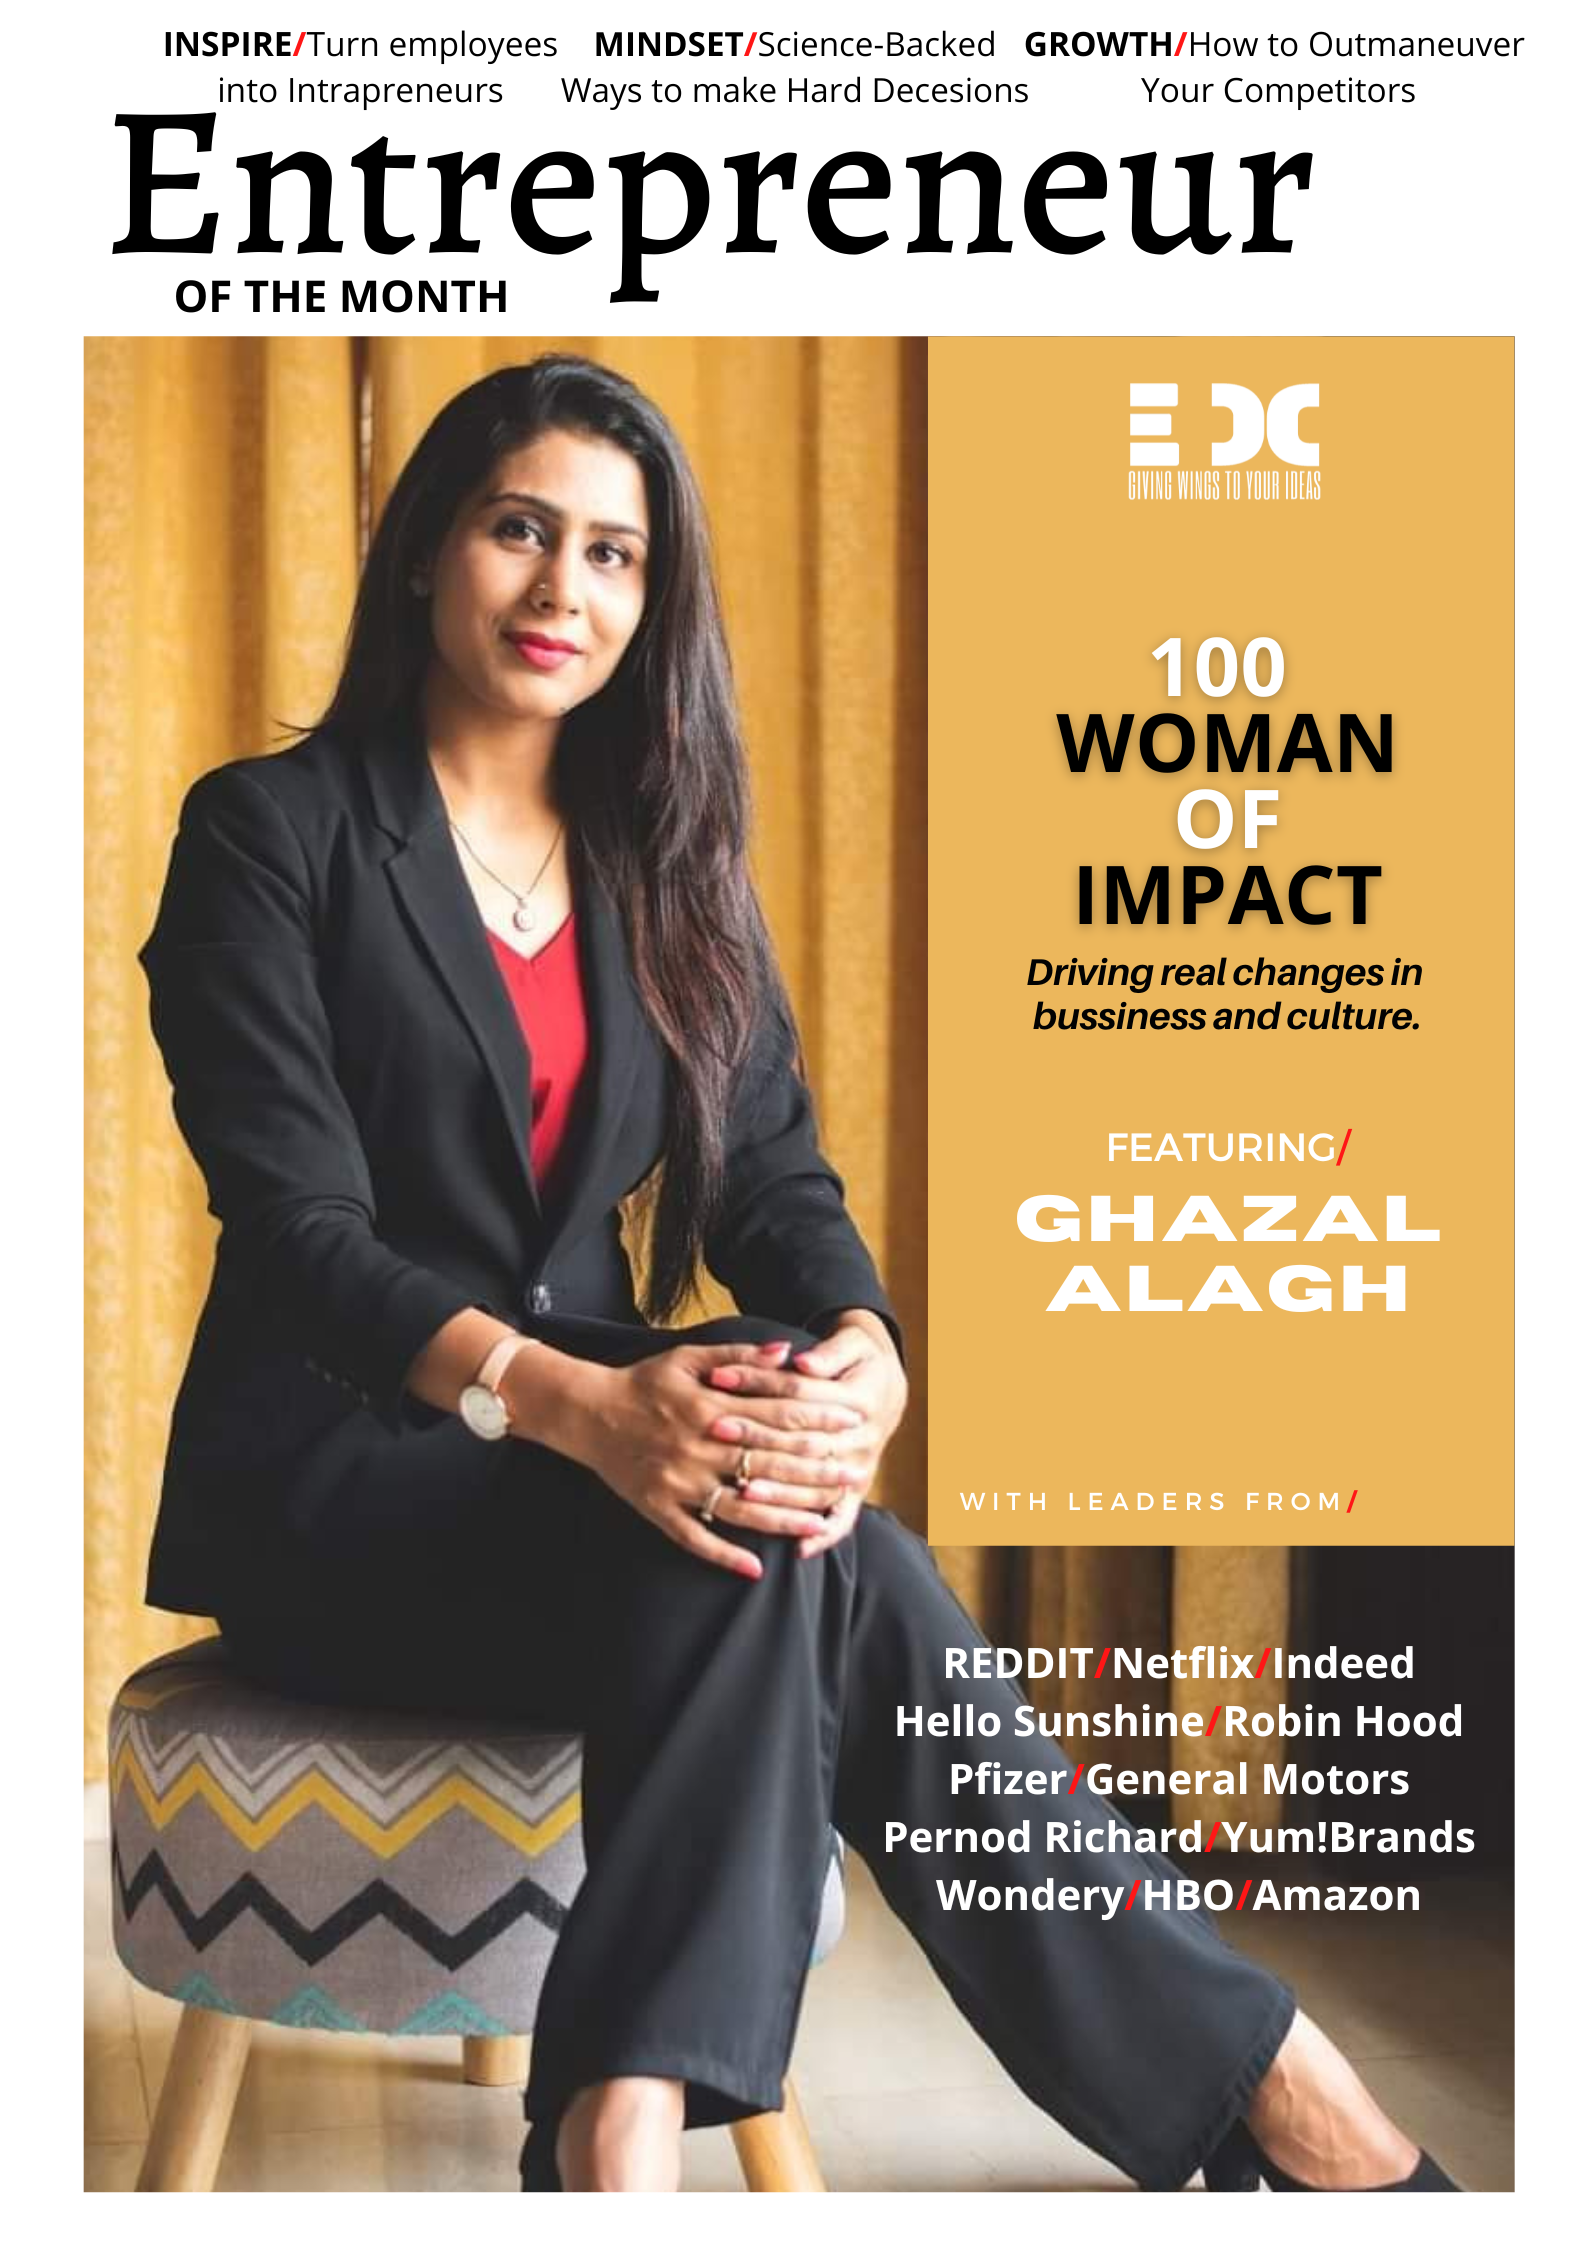 INSPIRE/Turn employees
into Intrapreneurs
MINDSET/Science-Backed
Ways to make Hard Decesions
GROWTH/How to Outmaneuver
Your Competitors
Entrepreneur
OF THE MONTH
EDC
GIVING WINGS TO YOUR IDEAS
100
WOMAN
OF
IMPACT
Driving real changes in
bussiness and culture.
FEATURING/
GHAZAL
ALAGH
WITH LEADERS FROM/
REDDIT/Netflix/Indeed
Hello Sunshine/Robin Hood
Pfizer/General Motors
Pernod Richard/Yum!Brands
Wondery/HBO/Amazon